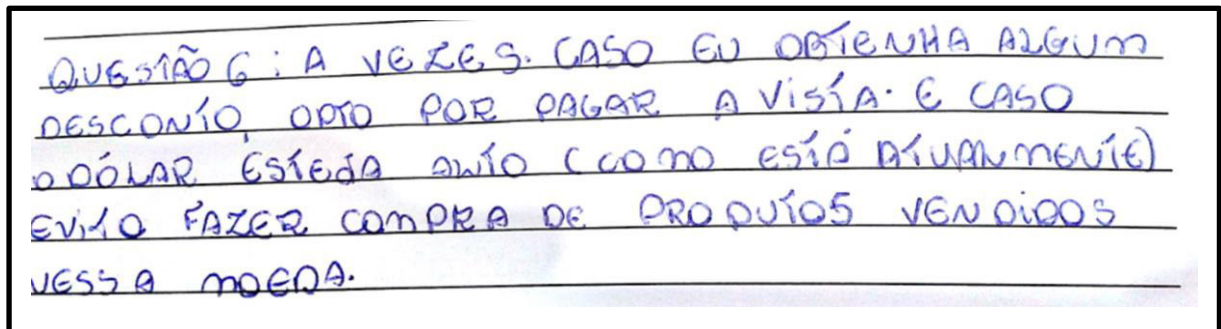 QUESTÃO 6: A VEZES. CASO EU OBTENHA ALGUM
DESCONTO, OPTO POR PAGAR A VISTA. E CASO
O DÓLAR ESTEJA AUTO (COMO ESTÁ ATUALMENTE)
EVITO FAZER COMPRA DE PRODUTOS VENDIDOS
NESSA MOEDA.